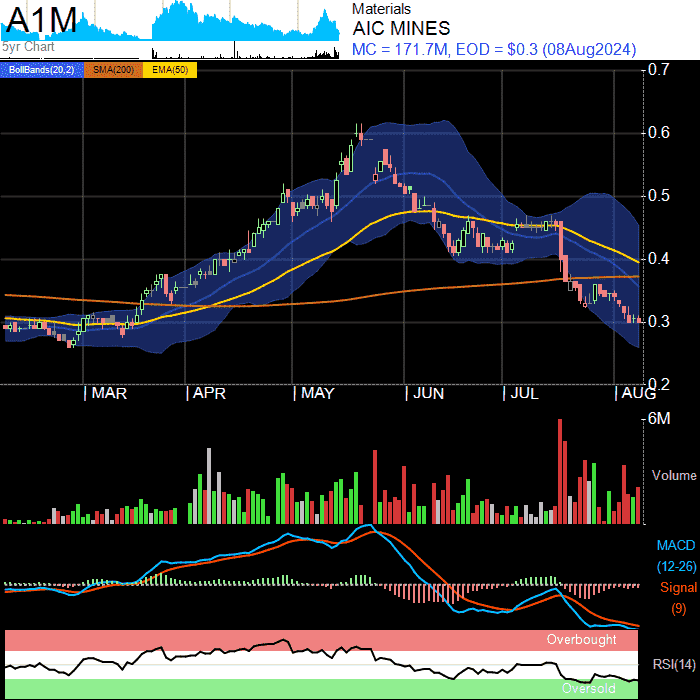 A1M
5yr Chart
Materials
AIC MINES
MC = 171.7M, EOD = $0.3 (08Aug2024)
BollBands(20,2) SMA(200) EMA(50)
0.7
0.6
0.5
0.4
0.3
0.2
| MAR | APR | MAY | JUN | JUL | AUG
6M
Volume
MACD
(12-26)
Signal
(9)
Overbought
RSI(14)
Oversold